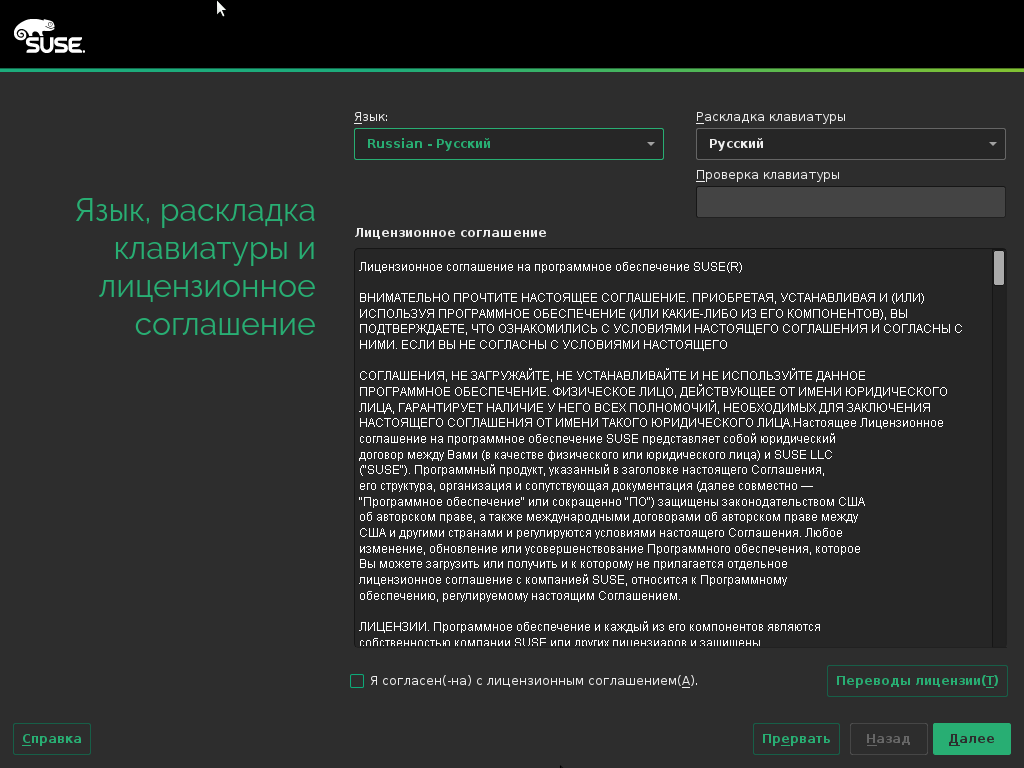 SUSE.
Язык:
Раскладка клавиатуры
Russian - Русский
Русский
Проверка клавиатуры
Язык, раскладка
клавиатуры и
лицензионное
соглашение
Лицензионное соглашение
Лицензионное соглашение на программное обеспечение SUSE(R)
ВНИМАТЕЛЬНО ПРОЧТИТЕ НАСТОЯЩЕЕ СОГЛАШЕНИЕ. ПРИОБРЕТАЯ, УСТАНАВЛИВАЯ И (ИЛИ)
ИСПОЛЬЗУЯ ПРОГРАММНОЕ ОБЕСПЕЧЕНИЕ (ИЛИ КАКИЕ-ЛИБО ИЗ ЕГО КОМПОНЕНТОВ), ВЫ
ПОДТВЕРЖДАЕТЕ, ЧТО ОЗНАКОМИЛИСЬ С УСЛОВИЯМИ НАСТОЯЩЕГО СОГЛАШЕНИЯ И СОГЛАСНЫ С
НИМИ. ЕСЛИ ВЫ НЕ СОГЛАСНЫ С УСЛОВИЯМИ НАСТОЯЩЕГО
СОГЛАШЕНИЯ, НЕ ЗАГРУЖАЙТЕ, НЕ УСТАНАВЛИВАЙТЕ И НЕ ИСПОЛЬЗУЙТЕ ДАННОЕ
ПРОГРАММНОЕ ОБЕСПЕЧЕНИЕ. ФИЗИЧЕСКОЕ ЛИЦО, ДЕЙСТВУЮЩЕЕ ОТ ИМЕНИ ЮРИДИЧЕСКОГО
ЛИЦА, ГАРАНТИРУЕТ НАЛИЧИЕ У НЕГО ВСЕХ ПОЛНОМОЧИЙ, НЕОБХОДИМЫХ ДЛЯ ЗАКЛЮЧЕНИЯ
НАСТОЯЩЕГО СОГЛАШЕНИЯ ОТ ИМЕНИ ТАКОГО ЮРИДИЧЕСКОГО ЛИЦА.Настоящее Лицензионное
соглашение на программное обеспечение SUSE представляет собой юридический
договор между Вами (в качестве физического или юридического лица) и SUSE LLC
("SUSE"). Программный продукт, указанный в заголовке настоящего Соглашения,
его структура, организация и сопутствующая документация (далее совместно —
"Программное обеспечение" или сокращенно "ПО") защищены законодательством США
об авторском праве, а также международными договорами об авторском праве между
США и другими странами и регулируются условиями настоящего Соглашения. Любое
изменение, обновление или усовершенствование Программного обеспечения, которое
Вы можете загрузить или получить и к которому не прилагается отдельное
лицензионное соглашение с компанией SUSE, относится к Программному
обеспечению, регулируемому настоящим Соглашением.
ЛИЦЕНЗИИ. Программное обеспечение и каждый из его компонентов являются
собственностью компании SUSE или других лицензиаров и защищены
Я согласен(-на) с лицензионным соглашением(A).
Переводы лицензии(T)
Справка
Прервать
Назад
Далее